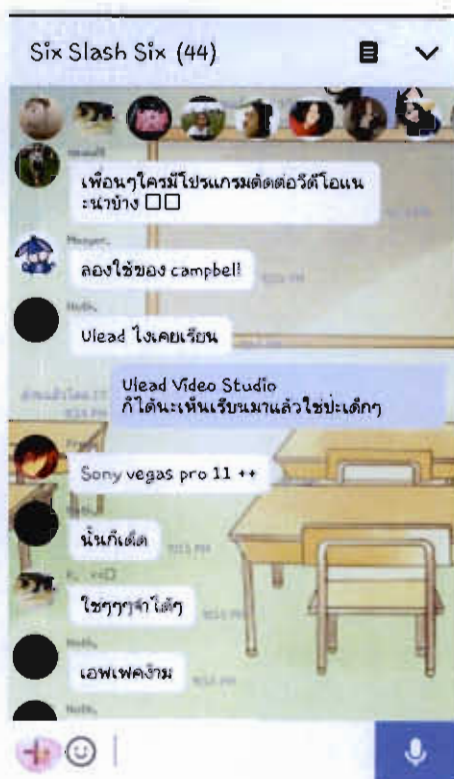 Six Slash Six (44)
เพื่อนๆใครมีโปรแกรมตัดต่อวีดีโอแน
ะนำบ้าง □□
ลองใช้ของ campbell
Noth.
Ulead ไงเคยเรียน
Ulead Video Studio
ก็ได้นะเห็นเรียนมาแล้วใช่ปะเด็กๆ
Sony vegas pro 11 ++
นั้นก็เด็ด
ใช่ๆๆๆจำได้ๆ
Noth.
เอฟเฟคง้าม
Noth.